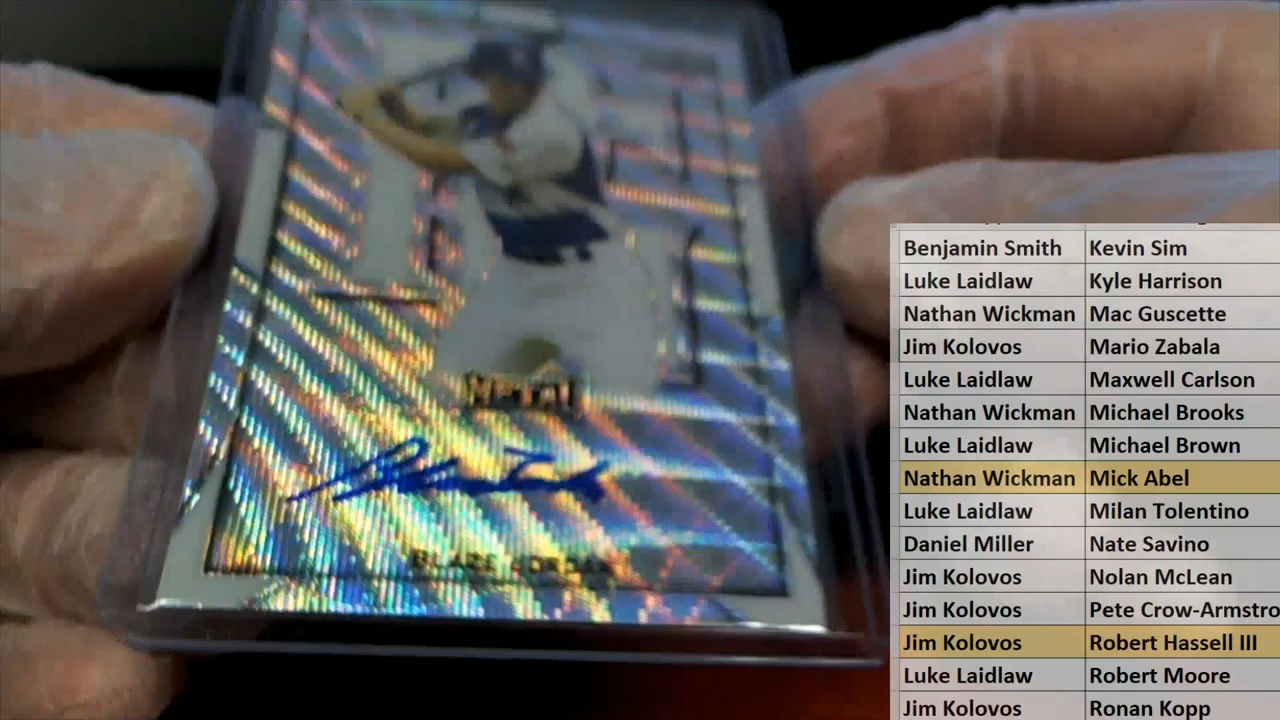 METAL
BLAZE JORDAN
Benjamin Smith Kevin Sim
Luke Laidlaw Kyle Harrison
Nathan Wickman Mac Guscette
Jim Kolovos Mario Zabala
Luke Laidlaw Maxwell Carlson
Nathan Wickman Michael Brooks
Luke Laidlaw Michael Brown
Nathan Wickman Mick Abel
Luke Laidlaw Milan Tolentino
Daniel Miller Nate Savino
Jim Kolovos Nolan McLean
Jim Kolovos Pete Crow-Armstro
Jim Kolovos Robert Hassell III
Luke Laidlaw Robert Moore
Jim Kolovos Ronan Kopp